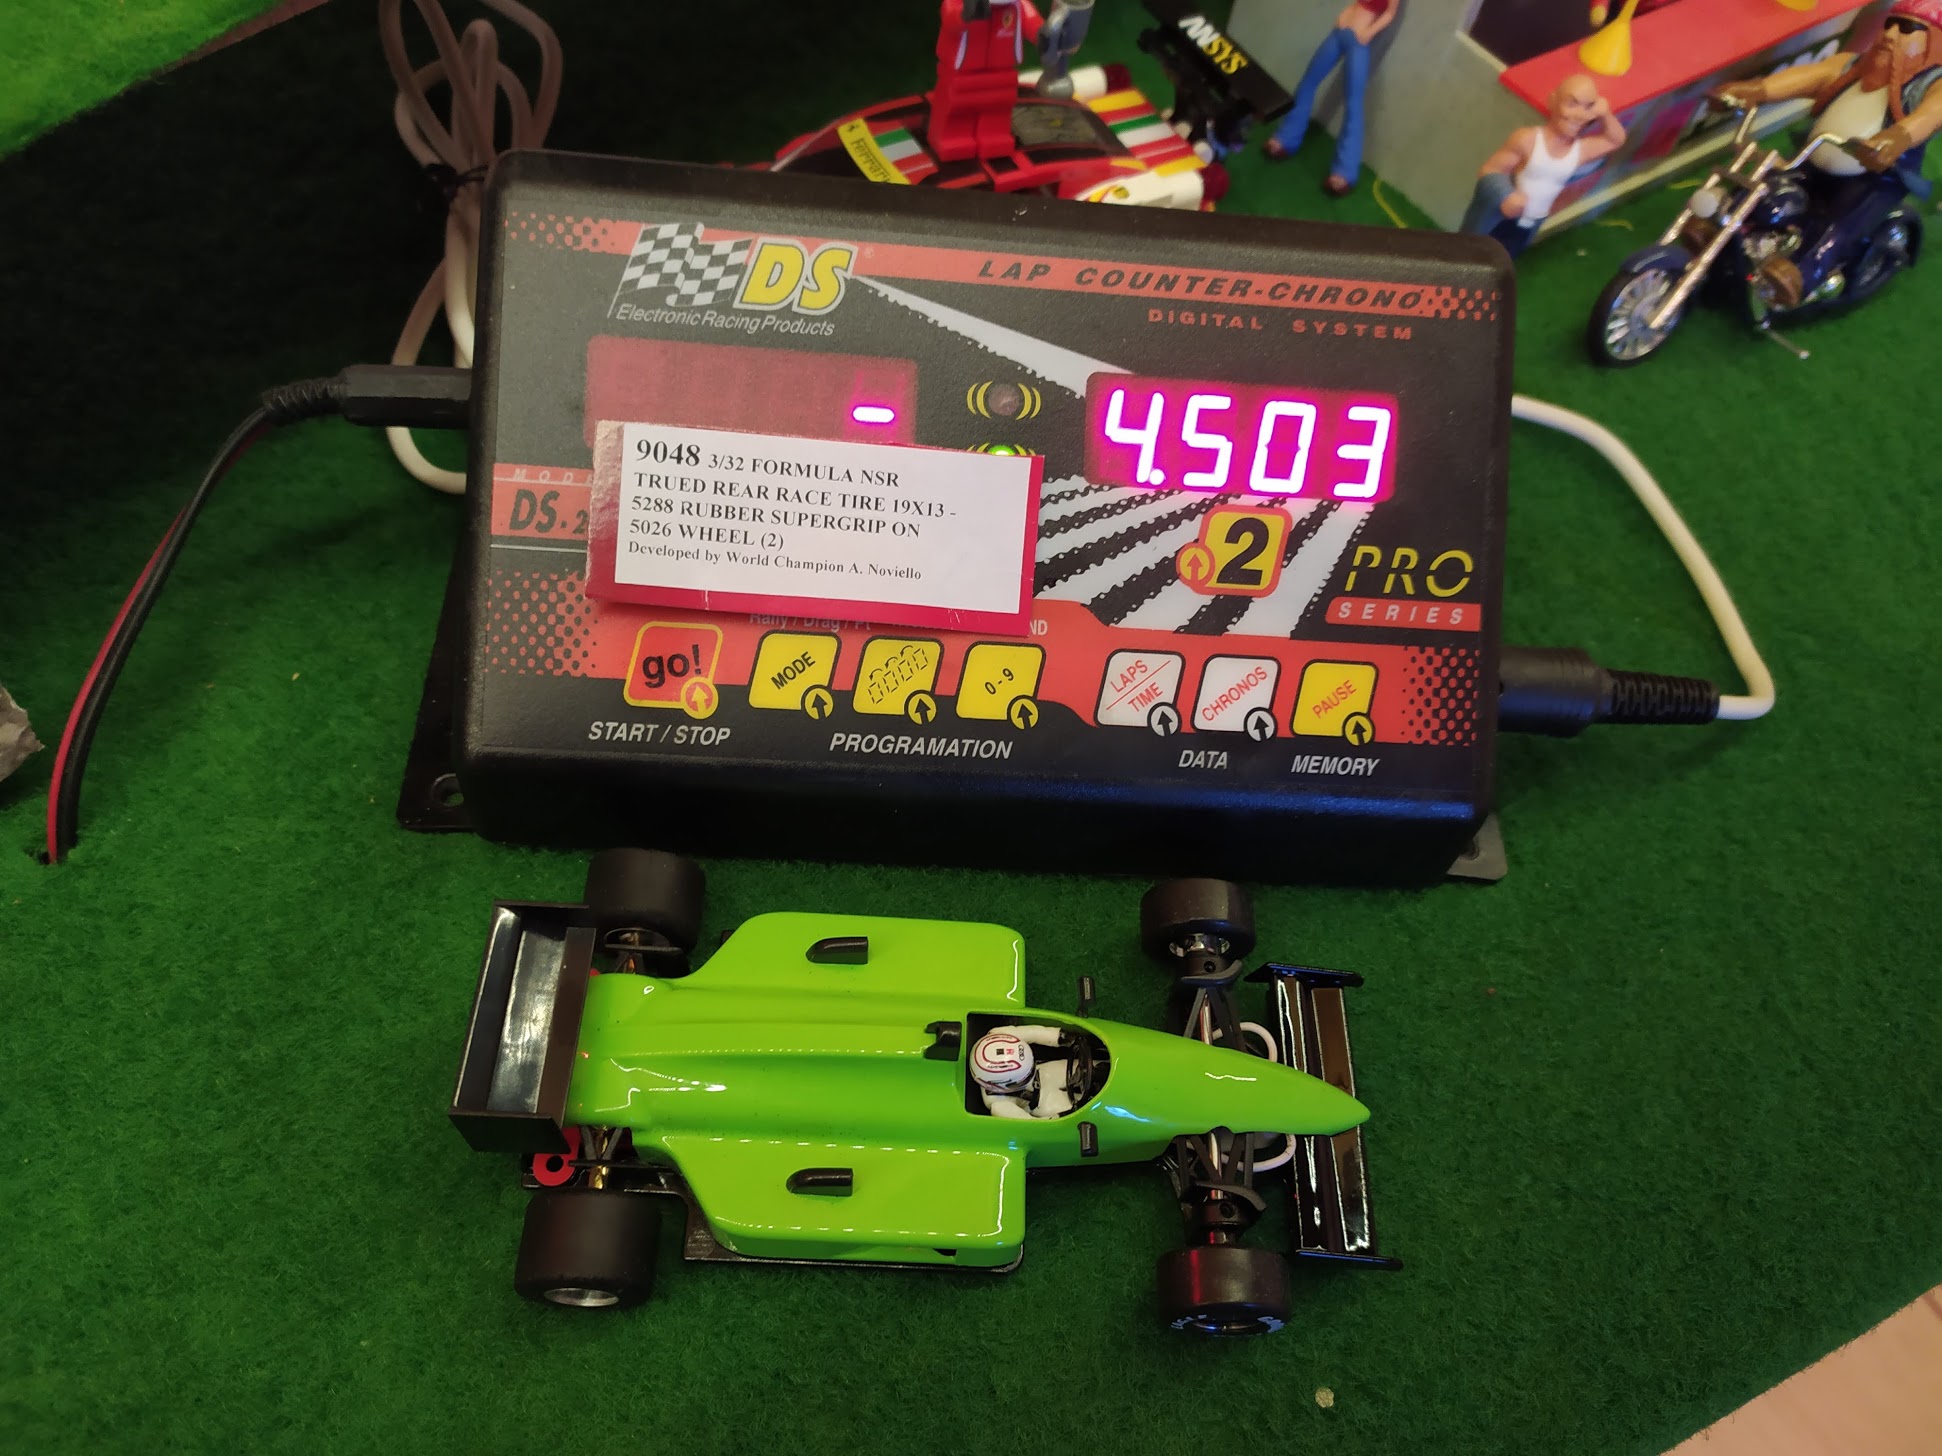 ANSYS
Ferrari
DS
Electronic Racing Products
LAP COUNTER-CHRONO
DIGITAL SYSTEM
-
4.503
9048 3/32 FORMULA NSR
TRUED REAR RACE TIRE 19X13 -
5288 RUBBER SUPERGRIP ON
5026 WHEEL (2)
Developed by World Champion A. Noviello
DS-2
2
PRO
SERIES
go!
MODE
0-9
LAPS
TIME
CHRONOS
PAUSE
START / STOP
PROGRAMATION
DATA
MEMORY